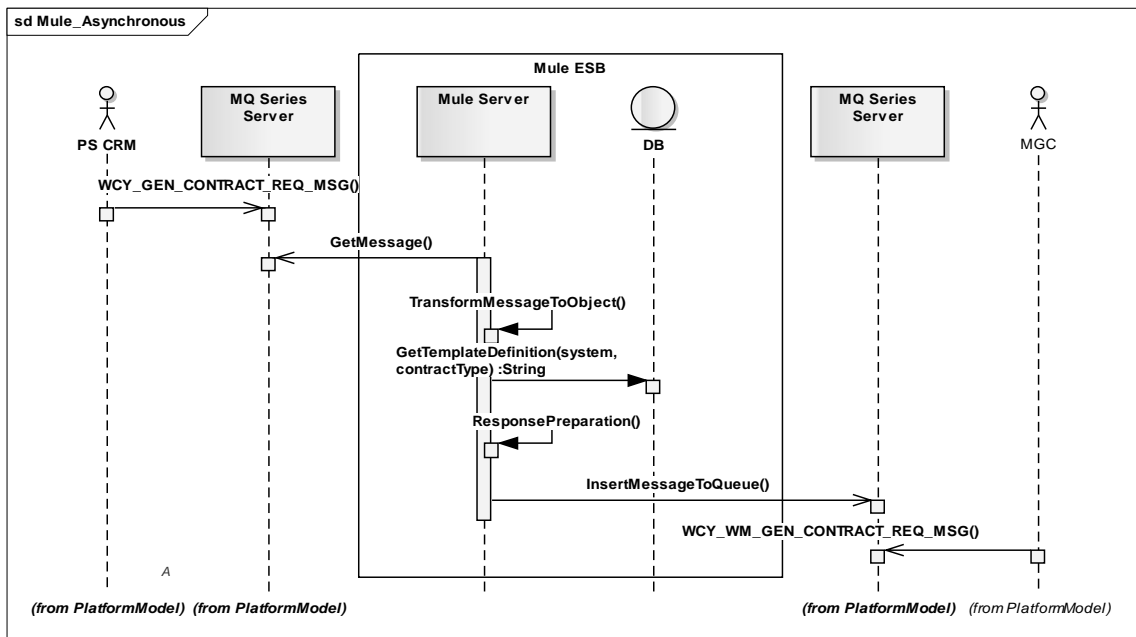 sd Mule_Asynchronous
Mule ESB
PS CRM
MQ Series
Server
Mule Server
DB
MQ Series
Server
MGC
WCY_GEN_CONTRACT_REQ_MSG()
GetMessage()
TransformMessageToObject()
GetTemplateDefinition(system,
contractType) :String
ResponsePreparation()
InsertMessageToQueue()
WCY_WM_GEN_CONTRACT_REQ_MSG()
A
(from PlatformModel)
(from PlatformModel)
(from PlatformModel)
(from PlatformModel)